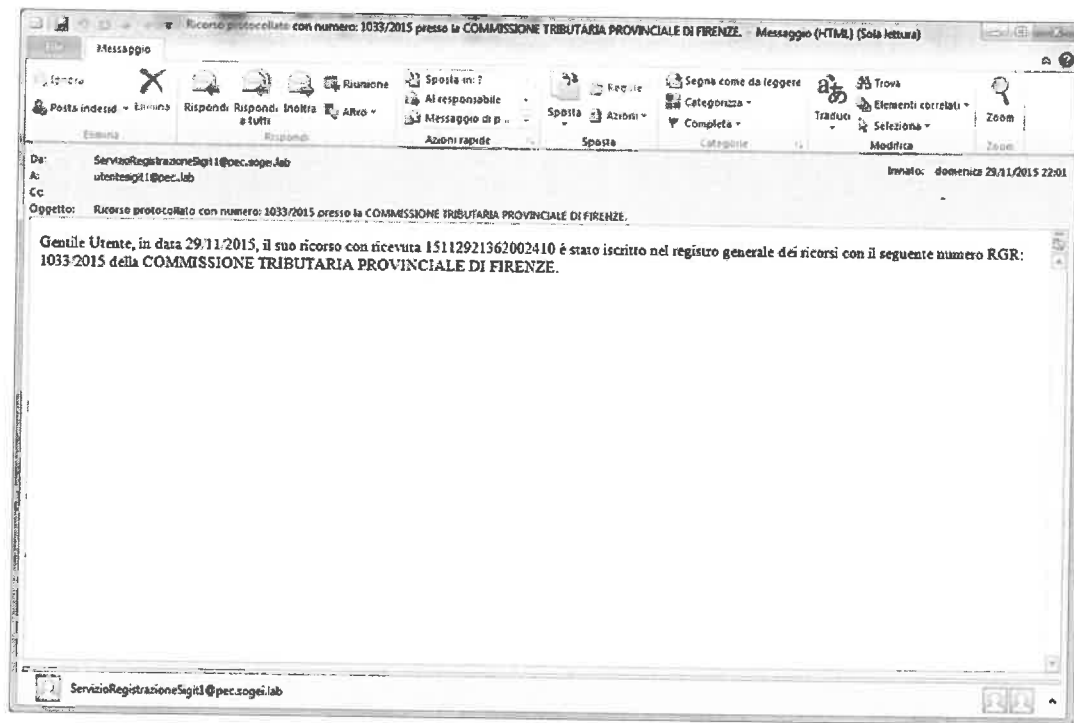 Ricorso protocollato con numero: 1033/2015 presso la COMMISSIONE TRIBUTARIA PROVINCIALE DI FIRENZE. - Messaggio (HTML) (Sola lettura)
File Messaggio
Ignora
Posta indesid Elimina
Rispondi Rispondi a tutti Inoltra
Riunione
Altro
Sposta in: ?
Al responsabile
Messaggio di p...
Sposta
Regole
Azioni
Segna come da leggere
Categorizza
Completa
Traduci
Trova
Elementi correlati
Seleziona
Zoom
Elimina Rispondi Azioni rapide Sposta Categorie Modifica Zoom
Da: ServizioRegistrazioneSigit1@pec.sogei.lab Inviato: domenica 29/11/2015 22:01
A: utentesigit1@pec.lab
Cc
Oggetto: Ricorso protocollato con numero: 1033/2015 presso la COMMISSIONE TRIBUTARIA PROVINCIALE DI FIRENZE.
Gentile Utente, in data 29/11/2015, il suo ricorso con ricevuta 15112921362002410 é stato iscritto nel registro generale dei ricorsi con il seguente numero RGR:
1033/2015 della COMMISSIONE TRIBUTARIA PROVINCIALE DI FIRENZE.
ServizioRegistrazioneSigit1@pec.sogei.lab